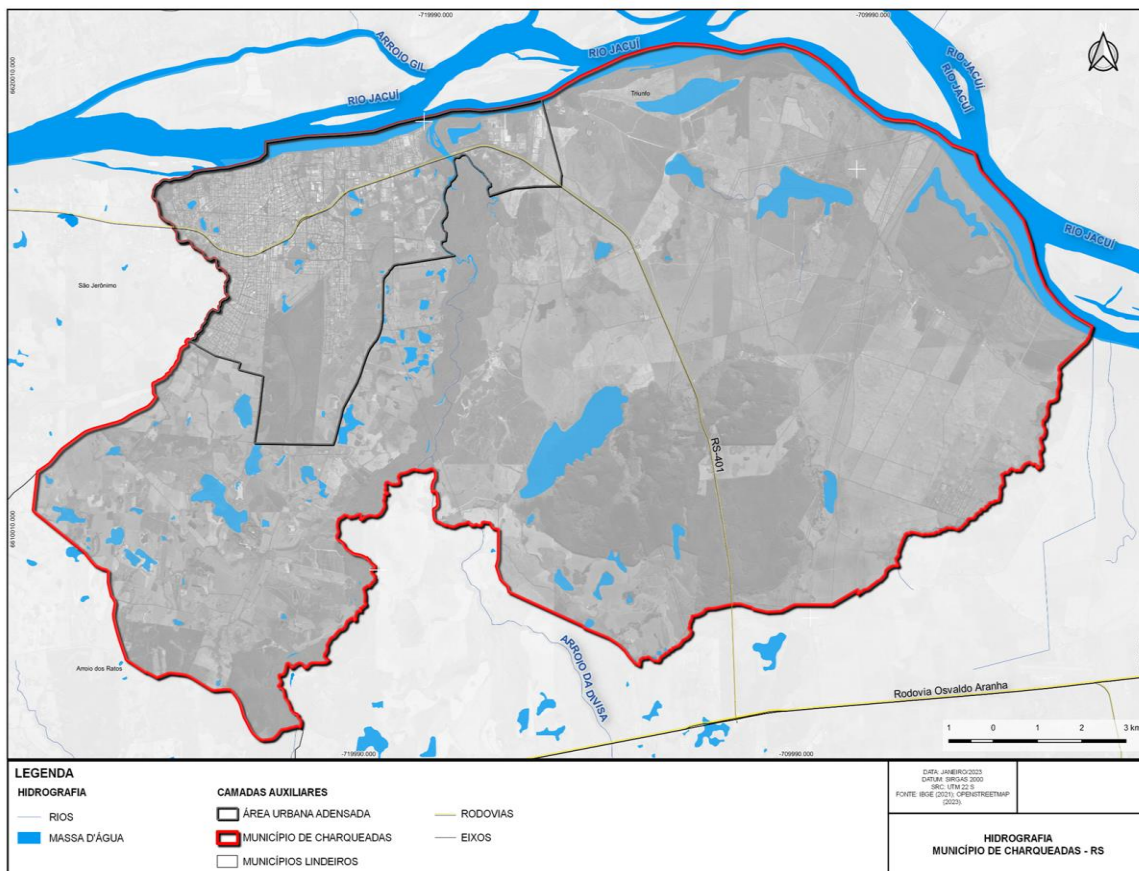 -719990.000
-709990.000
6620010.000
ARROIO GIL
RIO JACUÍ
RIO JACUÍ
RIO JACUÍ
RIO JACUÍ
Triunfo
RIO JACUÍ
São Jerônimo
RS-401
6610010.000
ARROIO DA DIVISA
Arroio dos Ratos
Rodovia Osvaldo Aranha
1 0 1 2 3 km
-719990.000
-709990.000
LEGENDA
HIDROGRAFIA
RIOS
MASSA D'ÁGUA
CAMADAS AUXILIARES
ÁREA URBANA ADENSADA
MUNICÍPIO DE CHARQUEADAS
MUNICÍPIOS LINDEIROS
RODOVIAS
EIXOS
DATA: JANEIRO/2023
DATUM: SIRGAS 2000
SRC: UTM 22 S
FONTE: IBGE (2021); OPENSTREETMAP
(2023).
HIDROGRAFIA
MUNICÍPIO DE CHARQUEADAS - RS